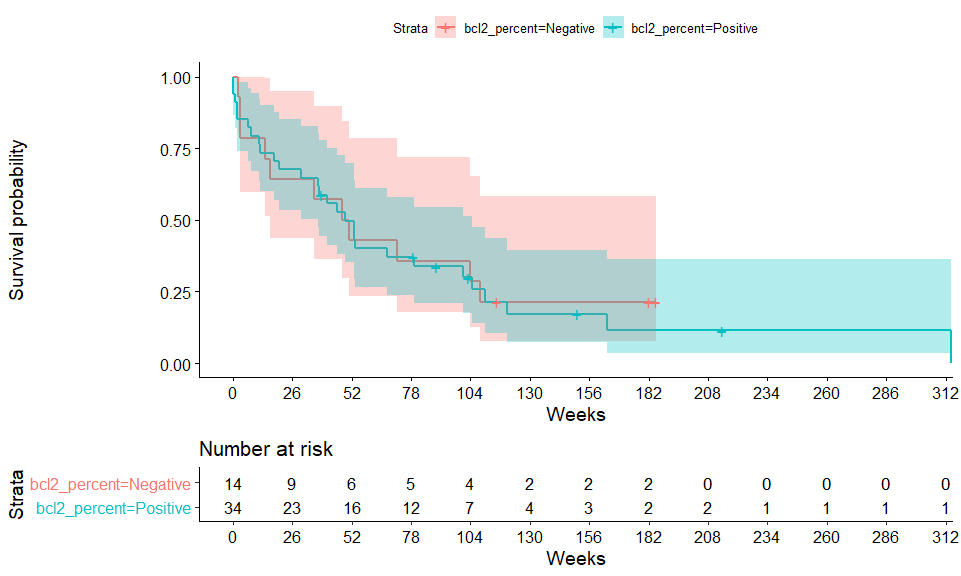 Strata bcl2_percent=Negative bcl2_percent=Positive
Survival probability
1.00
0.75
0.50
0.25
0.00
0 26 52 78 104 130 156 182 208 234 260 286 312
Weeks
Number at risk
Strata
bcl2_percent=Negative 14 9 6 5 4 2 2 2 0 0 0 0 0
bcl2_percent=Positive 34 23 16 12 7 4 3 2 2 1 1 1 1
0 26 52 78 104 130 156 182 208 234 260 286 312
Weeks